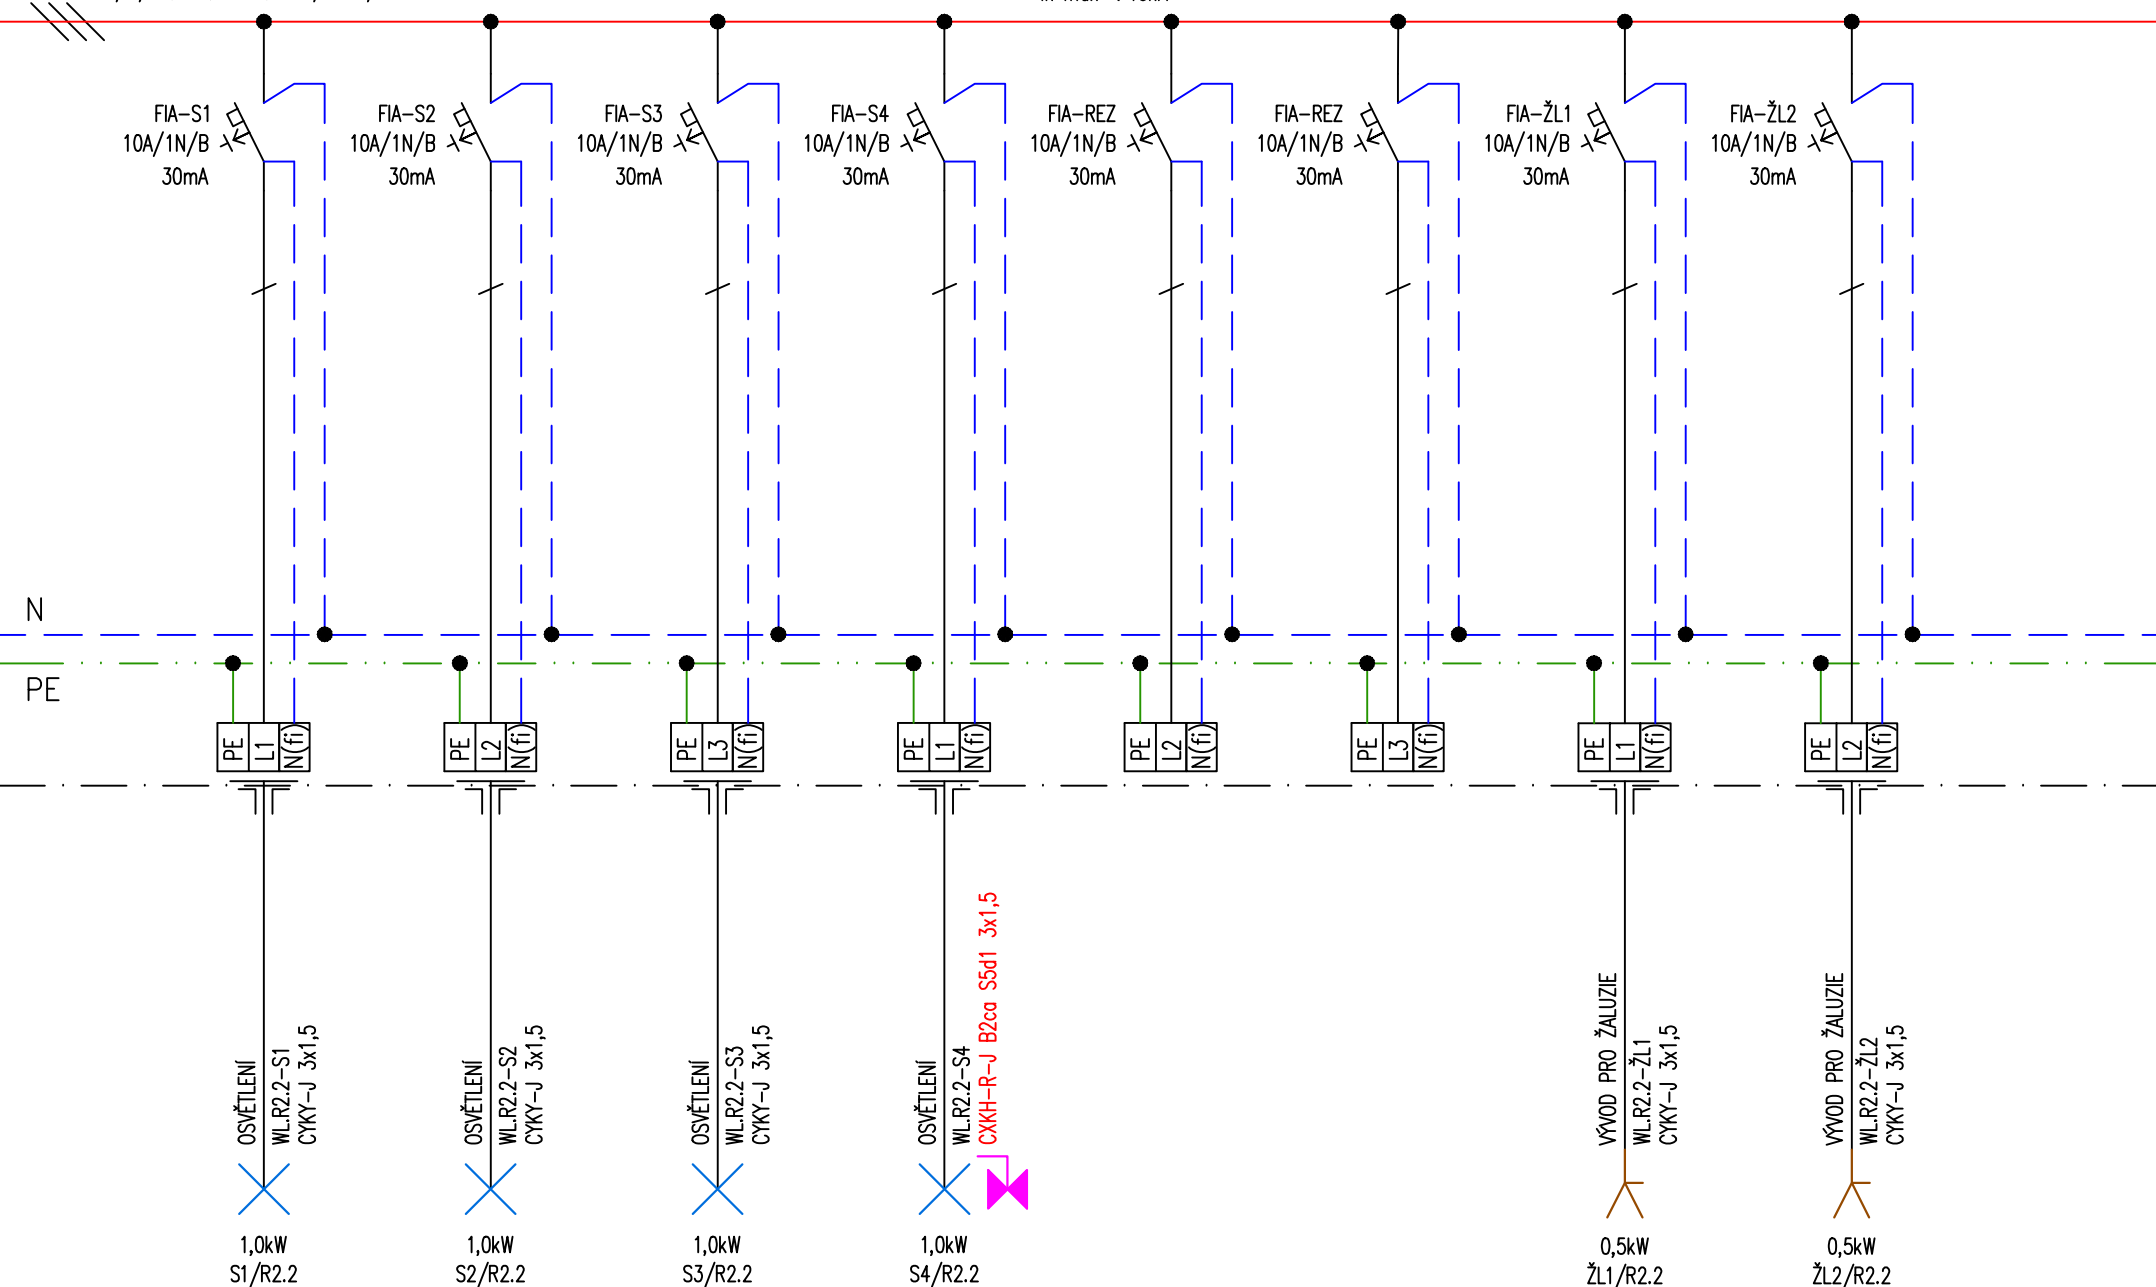 FIA-S1
10A/1N/B
30mA
FIA-S2
10A/1N/B
30mA
FIA-S3
10A/1N/B
30mA
FIA-S4
10A/1N/B
30mA
FIA-REZ
10A/1N/B
30mA
FIA-REZ
10A/1N/B
30mA
FIA-ŽL1
10A/1N/B
30mA
FIA-ŽL2
10A/1N/B
30mA
N
PE
PE L1 N(fi)
PE L2 N(fi)
PE L3 N(fi)
PE L1 N(fi)
PE L2 N(fi)
PE L3 N(fi)
PE L1 N(fi)
PE L2 N(fi)
OSVĚTLENÍ
WL.R2.2-S1
CYKY-J 3x1,5
OSVĚTLENÍ
WL.R2.2-S2
CYKY-J 3x1,5
OSVĚTLENÍ
WL.R2.2-S3
CYKY-J 3x1,5
OSVĚTLENÍ
WL.R2.2-S4
CXKH-R-J B2ca S5d1 3x1,5
VÝVOD PRO ŽALUZIE
WL.R2.2-ŽL1
CYKY-J 3x1,5
VÝVOD PRO ŽALUZIE
WL.R2.2-ŽL2
CYKY-J 3x1,5
1,0kW
S1/R2.2
1,0kW
S2/R2.2
1,0kW
S3/R2.2
1,0kW
S4/R2.2
0,5kW
ŽL1/R2.2
0,5kW
ŽL2/R2.2